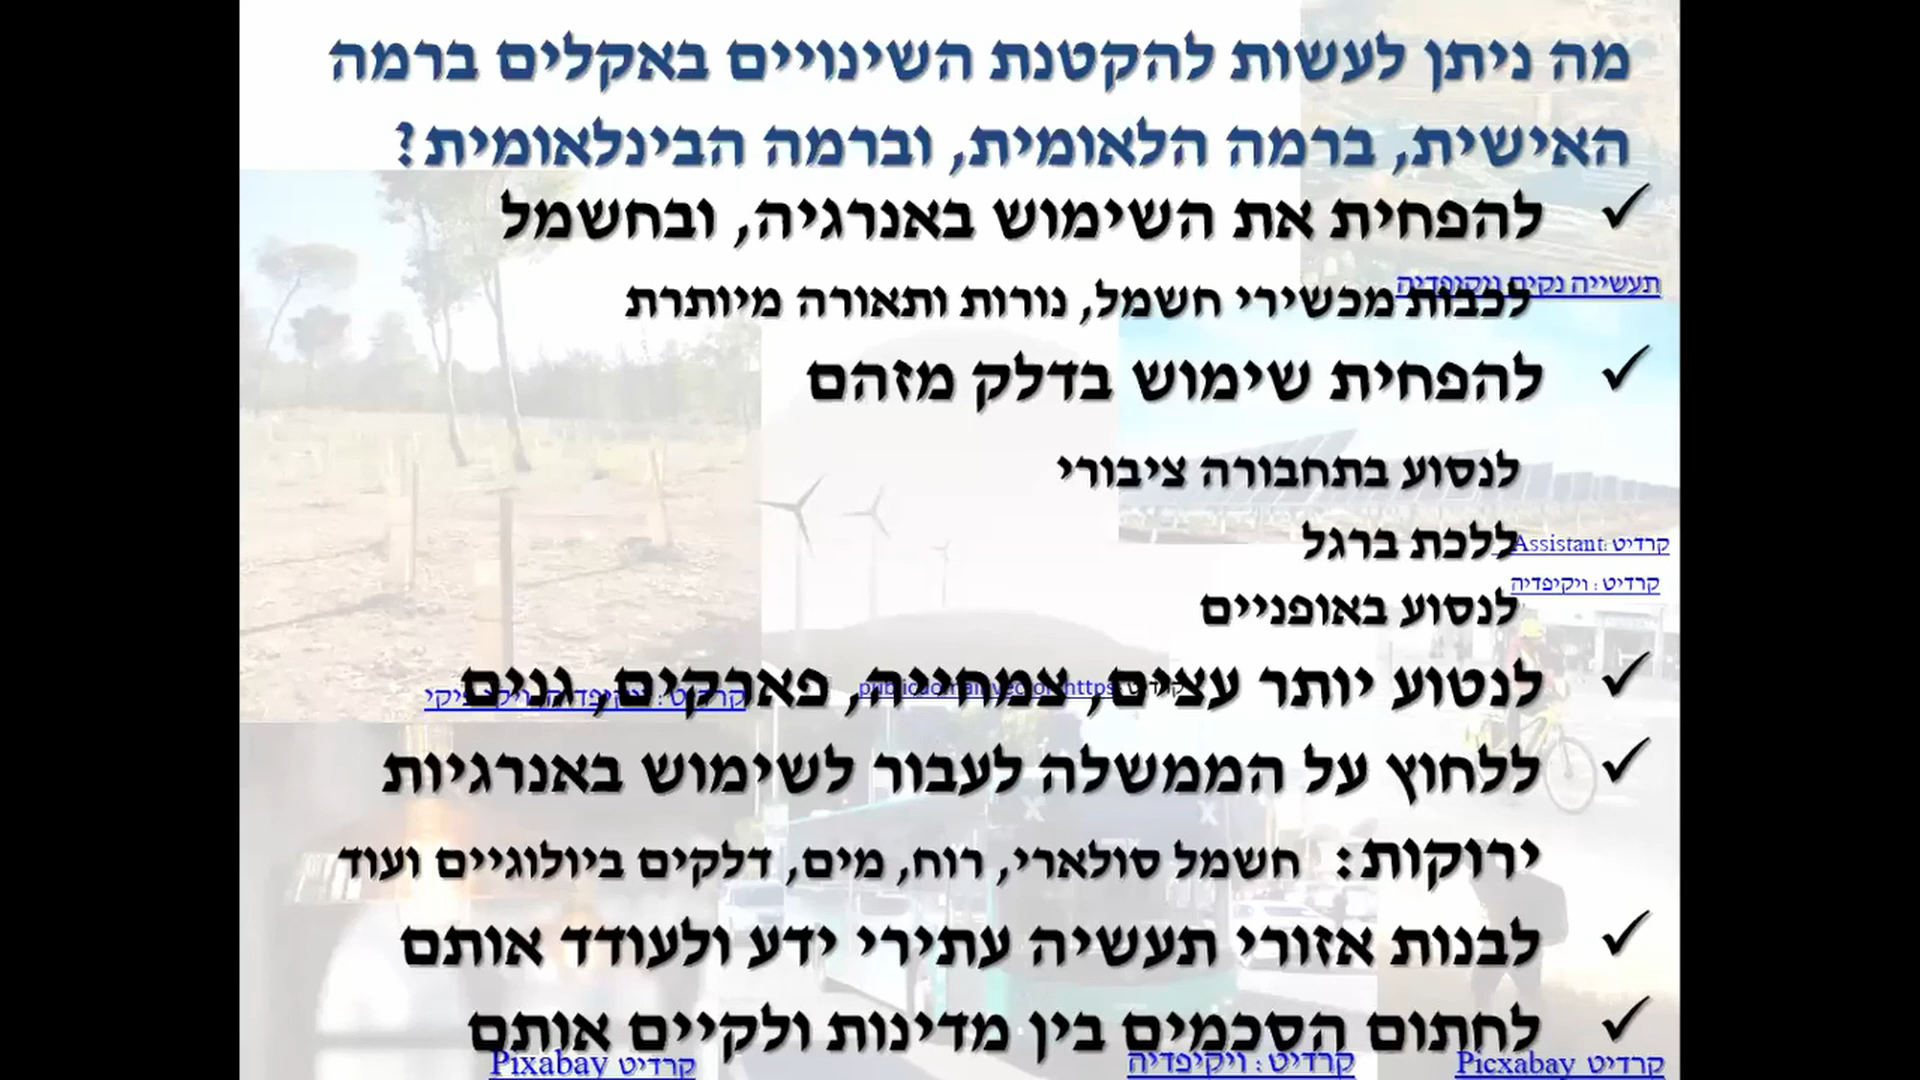 מה ניתן לעשות להקטנת השינויים באקלים ברמה
האישית, ברמה הלאומית, וברמה הבינלאומית?
להפחית את השימוש באנרגיה, ובחשמל
תעשייה נקיה ויקיפדיה
לכבות מכשירי חשמל, נורות ותאורה מיותרת
להפחית שימוש בדלק מזהם
לנסוע בתחבורה ציבורי
ללכת ברגל
קרדיט: Assistant
קרדיט : ויקיפדיה
לנסוע באופניים
לנטוע יותר עצים, צמחייה, פארקים, גנים
ללחוץ על הממשלה לעבור לשימוש באנרגיות
ירוקות: חשמל סולארי, רוח, מים, דלקים ביולוגיים ועוד
לבנות אזורי תעשיה עתירי ידע ולעודד אותם
לחתום הסכמים בין מדינות ולקיים אותם
קרדיט Picxabay
קרדיט : ויקיפדיה
קרדיט Pixabay